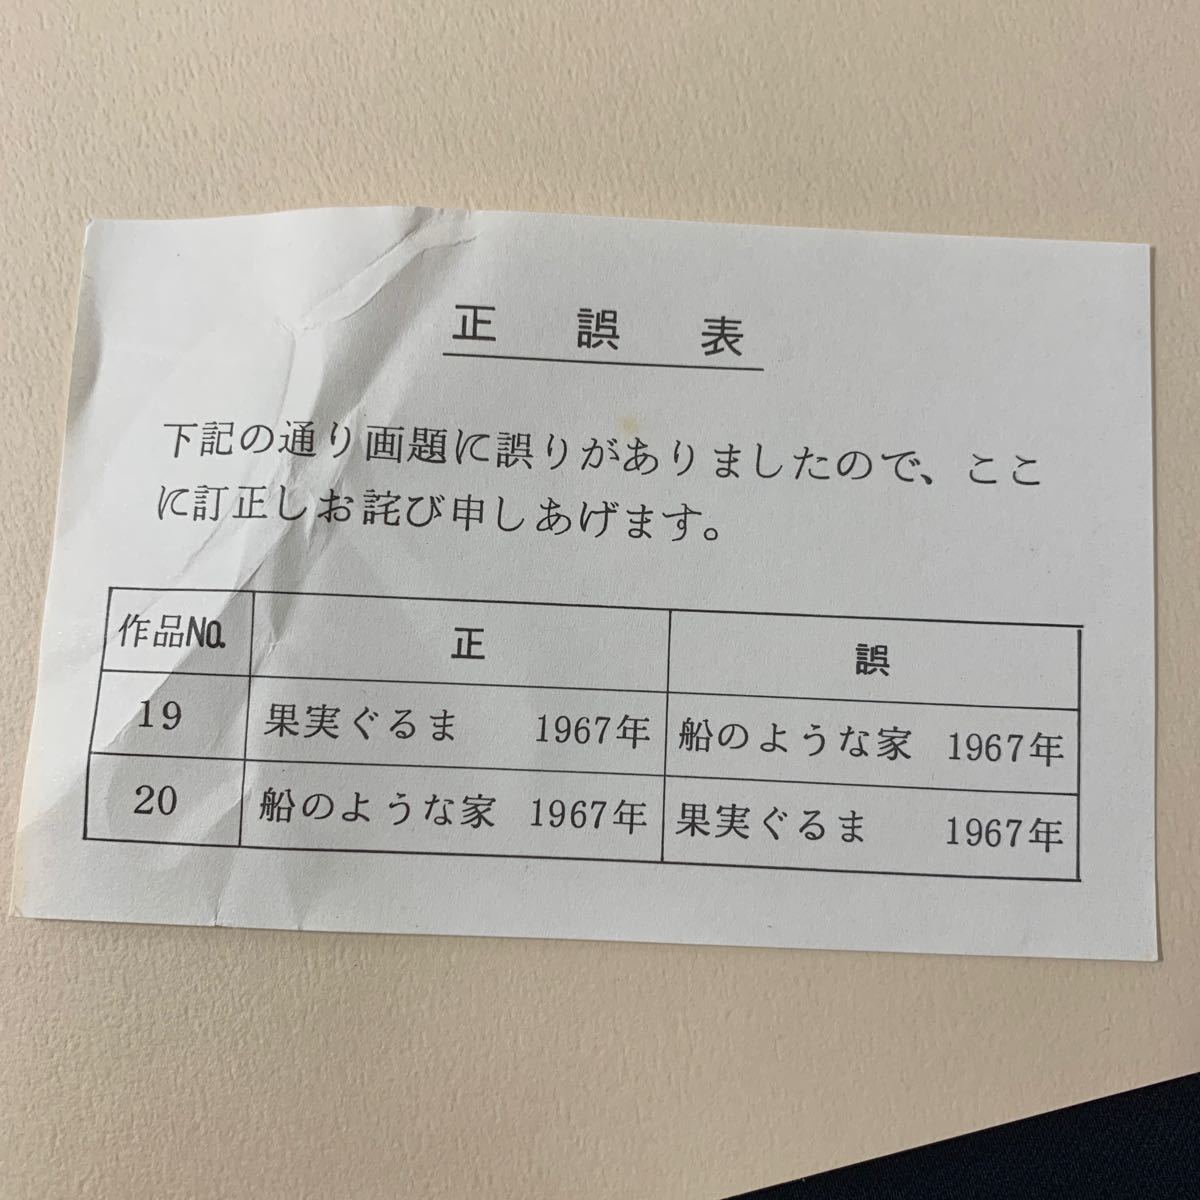 正　誤　表
下記の通り画題に誤りがありましたので、ここ
に訂正しお詫び申しあげます。
作品No. 正 誤
19 果実ぐるま 1967年 船のような家 1967年
20 船のような家 1967年 果実ぐるま 1967年